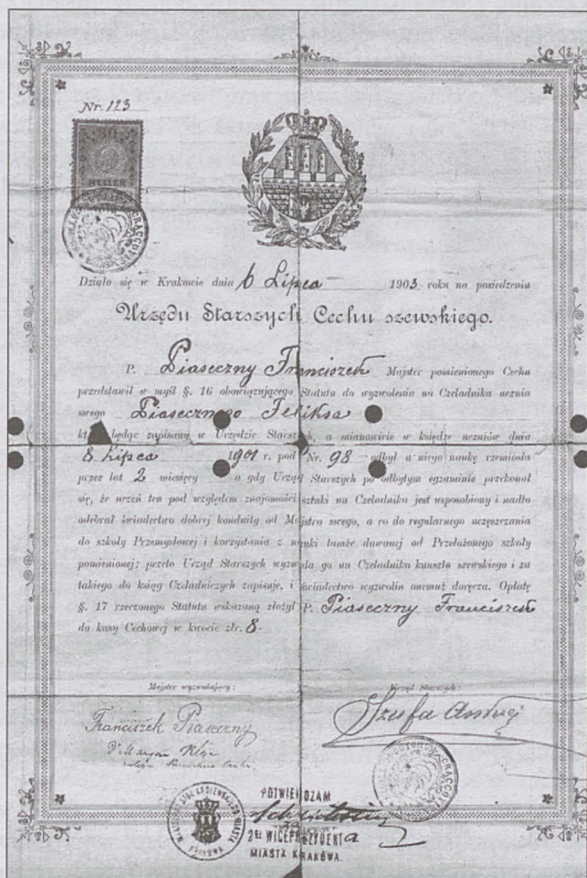 Nr. 123
HELLER
Działo się w Krakowie dnia 6 Lipca 1903 roku na posiedzeniu
Urzędu Starszych Cechu szewskiego.
P. Piaseczny Franciszek Majster pomienionego Cechu
przedstawił w myśl §. 16 obowiązującego Statutu do wyzwolenia na Czeladnika ucznia
swego Piasecznego Feliksa
będąc zapisany w Urzędzie Starszych, a mianowicie w księdze uczniów dnia
8 Lipca 1901 r. pod Nr. 98 odbył u niego naukę rzemiosła
przez lat 2 miesięcy a gdy Urząd Starszych po odbytym egzaminie przekonał
się, że uczeń ten pod względem znajomości sztuki na Czeladnika jest usposobiony i nadto
odebrał świadectwo dobrej konduity od Majstra swego, a co do regularnego uczęszczania
do szkoły Przemysłowej i korzystania z nauki tamże dawanej od Przełożonego szkoły
pomienionej; przeto Urząd Starszych wyzwala go na Czeladnika kunsztu szewskiego i za
takiego do ksiąg Czeladniczych zapisuje, i świadectwo wyzwolin onemuż doręcza. Opłatę
§. 17 rzeczonego Statutu wskazaną złożył P. Piaseczny Franciszek
do kasy Cechowej w kwocie złr. 8.
Majster wyzwalający:
Urząd Starszych:
Franciszek Piaseczny
Szufa Andrzej
POTWIERDZAM
2gi WICEPREZYDENT
MIASTA KRAKOWA.